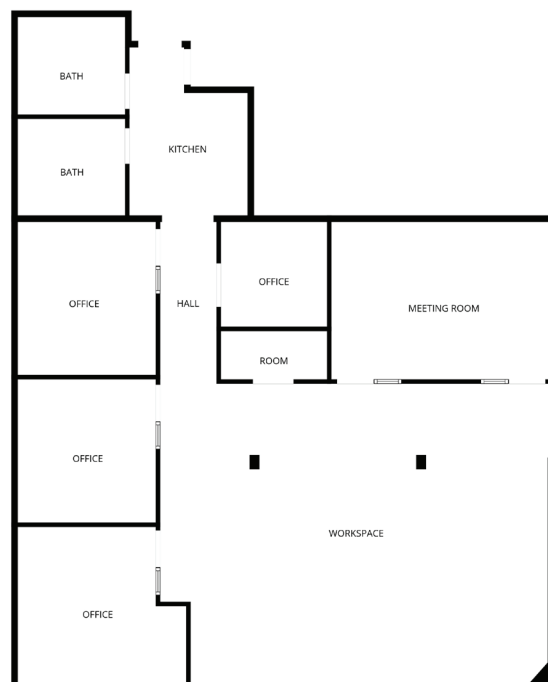 BATH
BATH
KITCHEN
OFFICE
HALL
OFFICE
MEETING ROOM
ROOM
OFFICE
WORKSPACE
OFFICE